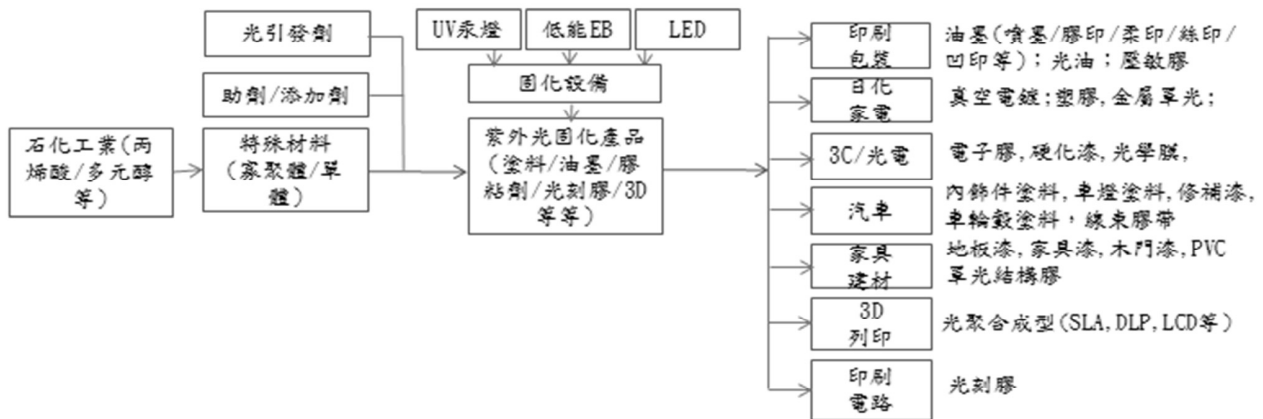 光引發劑
助劑/添加劑
石化工業(丙
烯酸/多元醇
等)
特殊材料
(寡聚體/單
體)
UV汞燈
低能EB
LED
固化設備
紫外光固化產品
(塗料/油墨/膠
粘劑/光刻膠/3D
等等)
印刷
包裝
油墨(噴墨/膠印/柔印/絲印/
凹印等)；光油；壓敏膠
日化
家電
真空電鍍;塑膠,金屬罩光;
3C/光電
電子膠,硬化漆,光學膜,
汽車
內飾件塗料,車燈塗料,修補漆,
車輪轂塗料，線束膠帶
家具
建材
地板漆,家具漆,木門漆,PVC
罩光結構膠
3D
列印
光聚合成型(SLA,DLP,LCD等)
印刷
電路
光刻膠